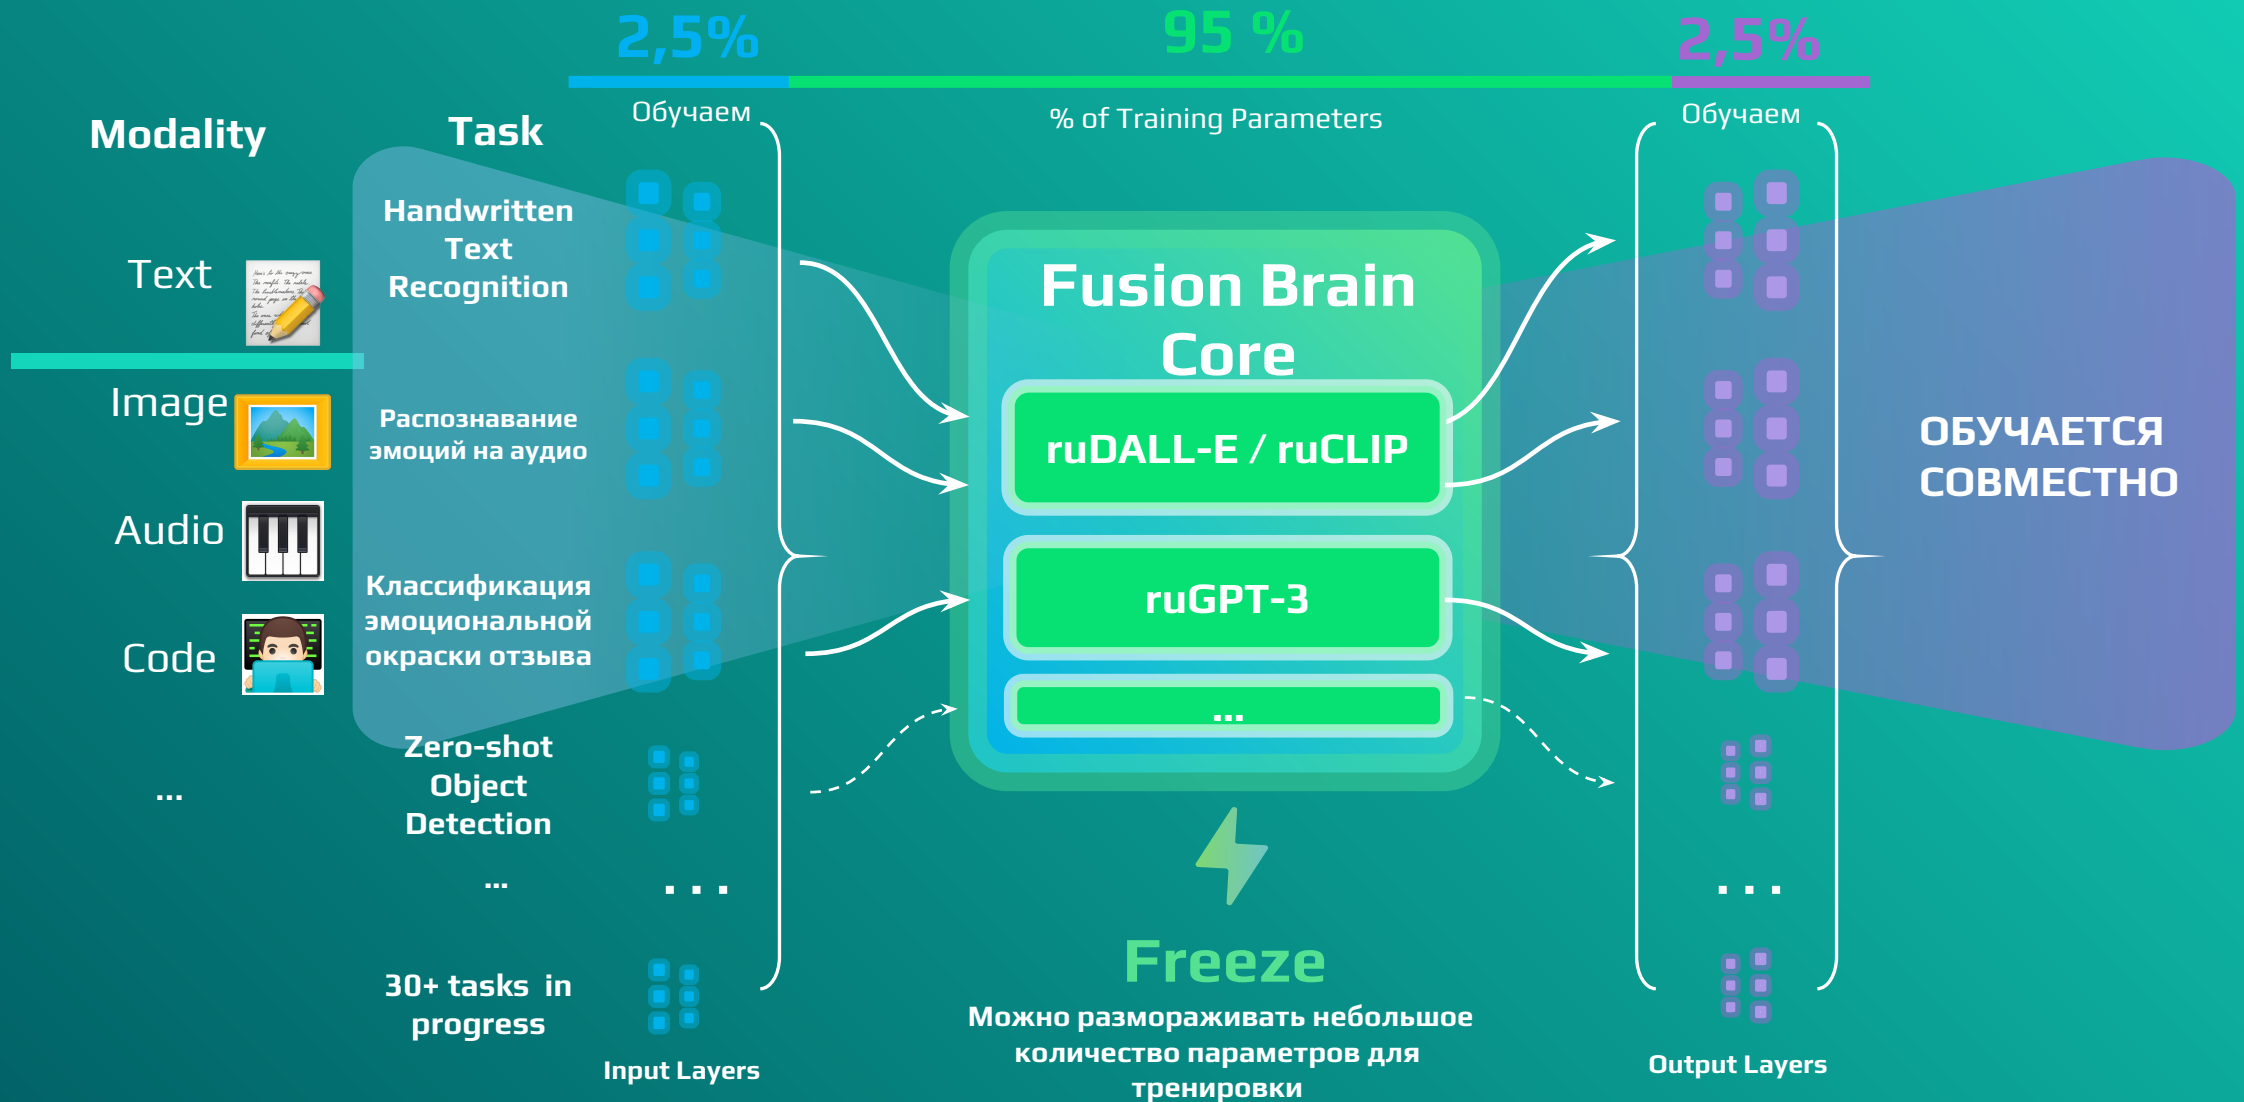 2,5%
95 %
2,5%
Обучаем
% of Training Parameters
Обучаем
Modality
Task
Text
Image
Audio
Code
...
Handwritten
Text
Recognition
Распознавание
эмоций на аудио
Классификация
эмоциональной
окраски отзыва
Zero-shot
Object
Detection
...
. . .
30+ tasks in
progress
Input Layers
Fusion Brain
Core
ruDALL-E / ruCLIP
ruGPT-3
...
Freeze
Можно размораживать небольшое
количество параметров для
тренировки
. . .
Output Layers
ОБУЧАЕТСЯ
СОВМЕСТНО